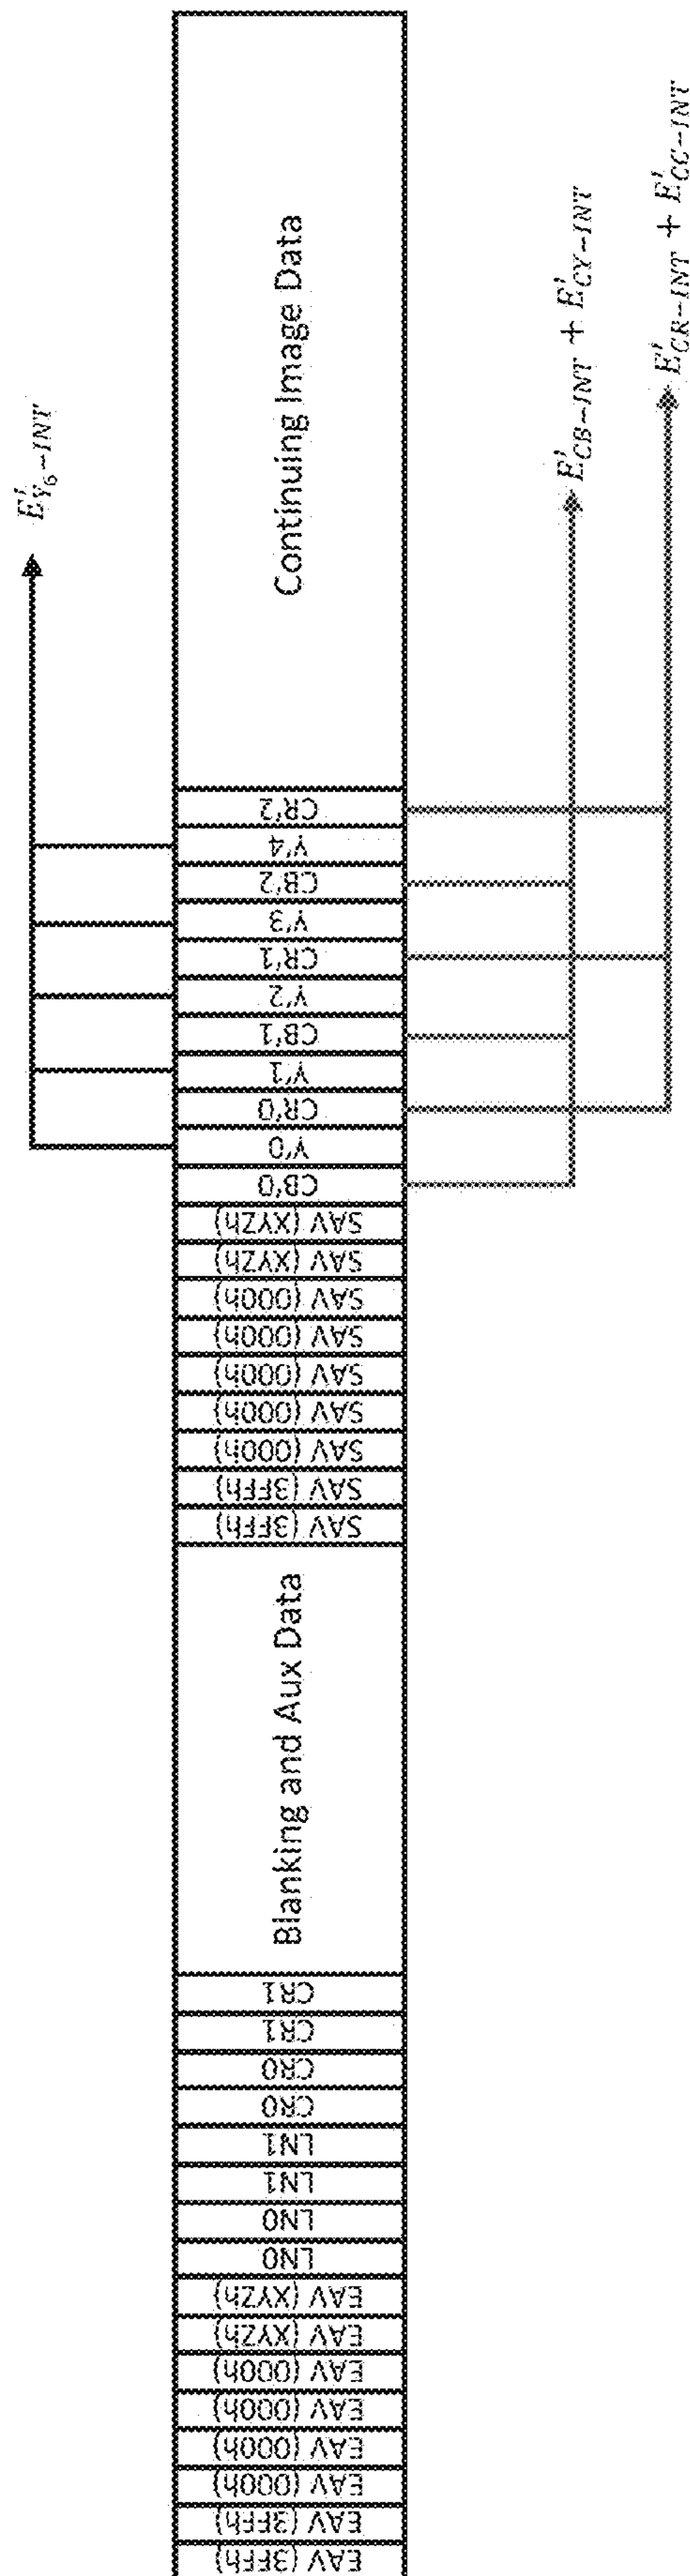 E'_{Y_6-INT}
EAV (3FFh)
EAV (3FFh)
EAV (000h)
EAV (000h)
EAV (000h)
EAV (000h)
EAV (XYZh)
EAV (XYZh)
LN0
LN0
LN1
LN1
CR0
CR0
CR1
CR1
Blanking and Aux Data
SAV (3FFh)
SAV (3FFh)
SAV (000h)
SAV (000h)
SAV (000h)
SAV (000h)
SAV (000h)
SAV (XYZh)
SAV (XYZh)
CB'0
Y'0
CR'0
Y'1
CB'1
Y'2
CR'1
Y'3
CB'2
Y'4
CR'2
Continuing Image Data
E'_{CB-INT} + E'_{CY-INT}
E'_{CR-INT} + E'_{CC-INT}